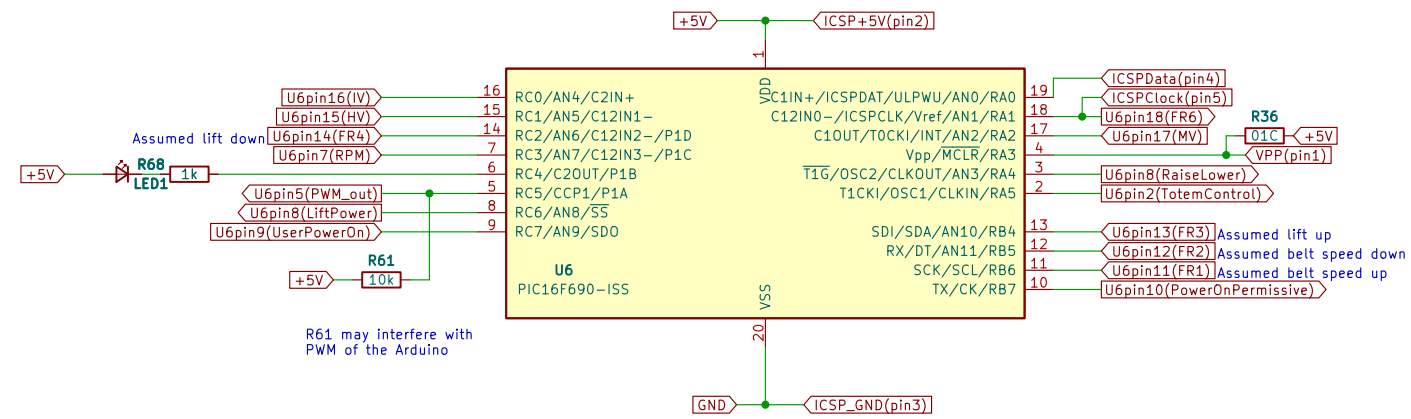 +5V
ICSP+5V(pin2)
1
VDD
U6pin16(IV)
16
RC0/AN4/C2IN+
U6pin15(HV)
15
RC1/AN5/C12IN1-
Assumed lift down
U6pin14(FR4)
14
RC2/AN6/C12IN2-/P1D
U6pin7(RPM)
7
RC3/AN7/C12IN3-/P1C
+5V
LED1
R68
1k
6
RC4/C2OUT/P1B
U6pin5(PWM_out)
5
RC5/CCP1/P1A
U6pin8(LiftPower)
8
RC6/AN8/SS
U6pin9(UserPowerOn)
9
RC7/AN9/SDO
+5V
R61
10k
R61 may interfere with
PWM of the Arduino
U6
PIC16F690-ISS
C1IN+/ICSPDAT/ULPWU/AN0/RA0
19
ICSPData(pin4)
ICSPClock(pin5)
C12IN0-/ICSPCLK/Vref/AN1/RA1
18
U6pin18(FR6)
C1OUT/T0CKI/INT/AN2/RA2
17
U6pin17(MV)
R36
01C
+5V
Vpp/MCLR/RA3
4
VPP(pin1)
T1G/OSC2/CLKOUT/AN3/RA4
3
U6pin8(RaiseLower)
T1CKI/OSC1/CLKIN/RA5
2
U6pin2(TotemControl)
SDI/SDA/AN10/RB4
13
U6pin13(FR3)
Assumed lift up
RX/DT/AN11/RB5
12
U6pin12(FR2)
Assumed belt speed down
SCK/SCL/RB6
11
U6pin11(FR1)
Assumed belt speed up
TX/CK/RB7
10
U6pin10(PowerOnPermissive)
VSS
20
GND
ICSP_GND(pin3)